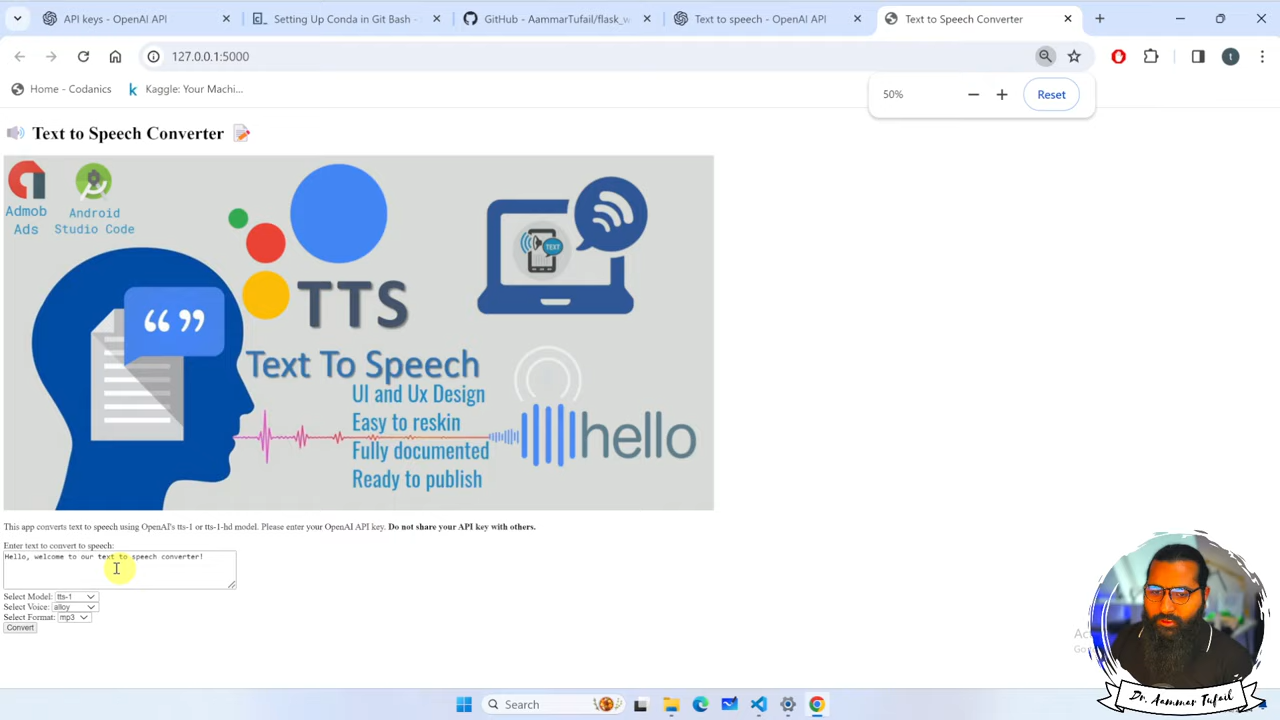 API keys - OpenAI API
Setting Up Conda in Git Bash -
GitHub - AammarTufail/flask_w
Text to speech - OpenAI API
Text to Speech Converter
127.0.0.1:5000
Home - Codanics
Kaggle: Your Machi...
50%
Reset
t
Text to Speech Converter
Admob
Ads
Android
Studio Code
TEXT
TTS
Text To Speech
UI and Ux Design
Easy to reskin
Fully documented
Ready to publish
hello
This app converts text to speech using OpenAI's tts-1 or tts-1-hd model. Please enter your OpenAI API key. Do not share your API key with others.
Enter text to convert to speech:
Hello, welcome to our text to speech converter!
Select Model: tts-1
Select Voice: alloy
Select Format: mp3
Convert
Dr. Aammar Tufail
Search